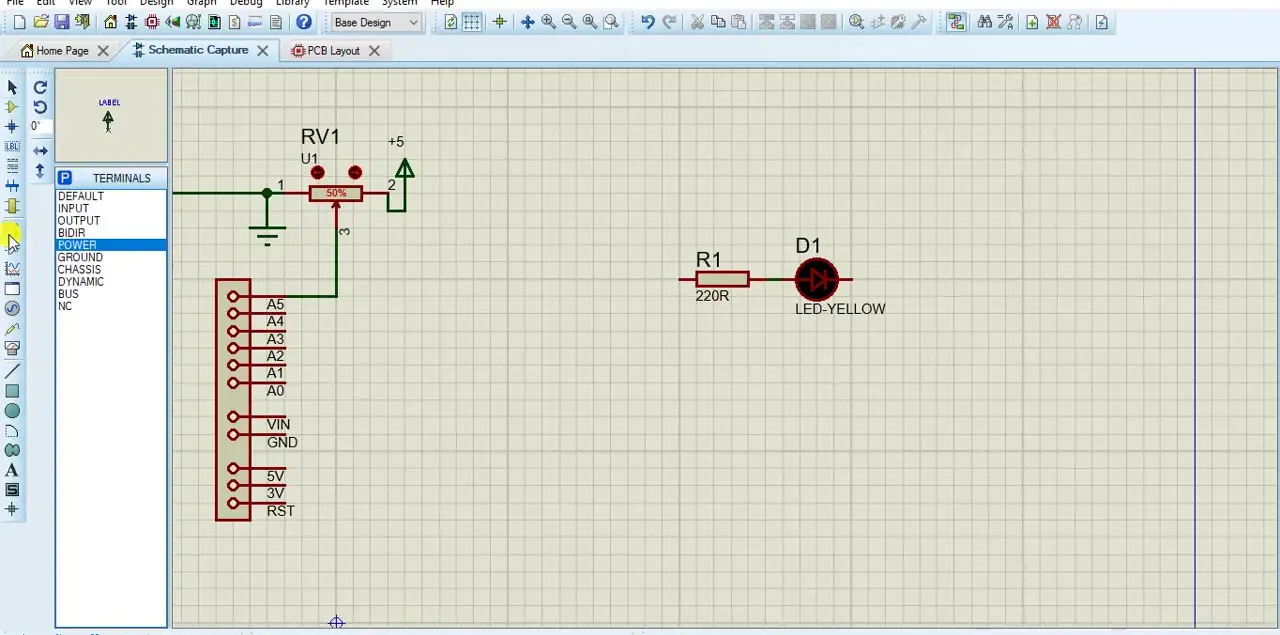 File Edit View Tool Design Graph Debug Library Template System Help
Base Design
Home Page
Schematic Capture
PCB Layout
0°
LBL
A
S
LABEL
P TERMINALS
DEFAULT
INPUT
OUTPUT
BIDIR
POWER
GROUND
CHASSIS
DYNAMIC
BUS
NC
RV1
U1
+5
1
50%
2
3
A5
A4
A3
A2
A1
A0
VIN
GND
5V
3V
RST
R1
220R
D1
LED-YELLOW